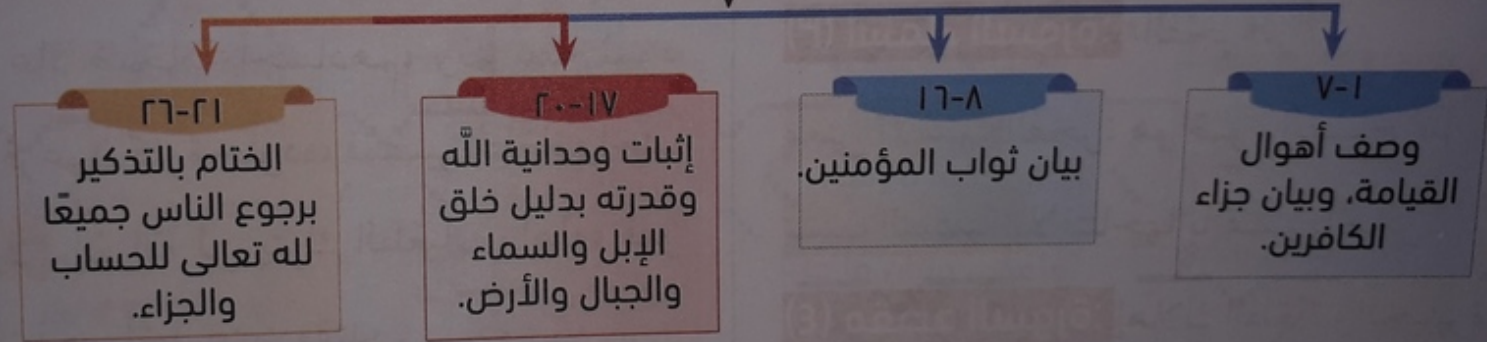 ١-٧
وصف أهوال
القيامة، وبيان جزاء
الكافرين.
٨-١٦
بيان ثواب المؤمنين.
١٧-٢٠
إثبات وحدانية الله
وقدرته بدليل خلق
الإبل والسماء
والجبال والأرض.
٢١-٢٦
الختام بالتذكير
برجوع الناس جميعًا
لله تعالى للحساب
والجزاء.